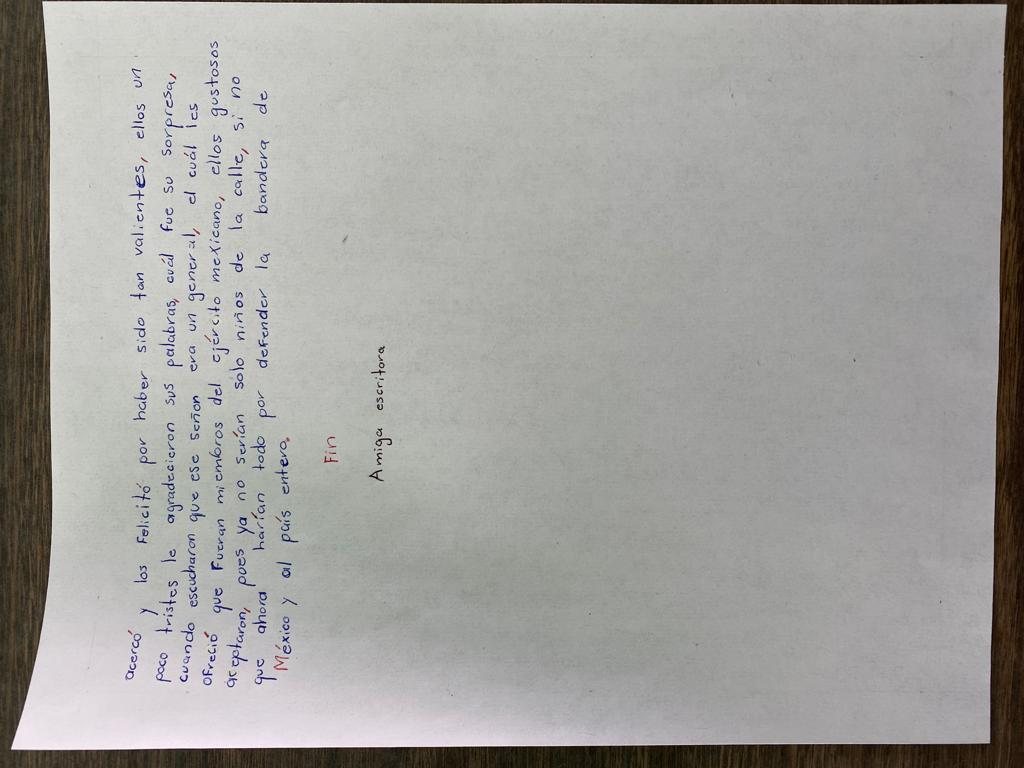 acercó y los felicitó por haber sido tan valientes, ellos un
poco tristes le agradecieron sus palabras, cuál fue su sorpresa,
cuando escucharon que ese señor era un general, el cuál les
ofreció que fueran miembros del ejército mexicano, ellos gustosos
aceptaron, pues ya no serían solo niños de la calle, si no
que ahora harían todo por defender la bandera de
México y al país entero.
Fin
Amiga escritora